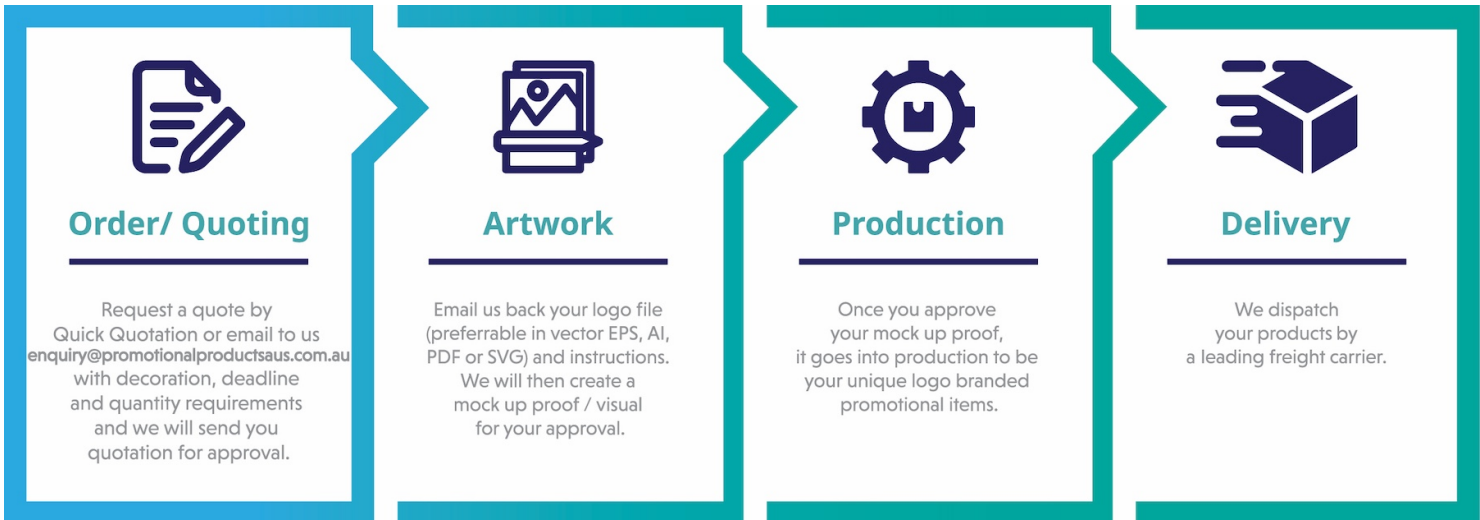 Order/ Quoting
Request a quote by
Quick Quotation or email to us
enquiry@promotionalproductsaus.com.au
with decoration, deadline
and quantity requirements
and we will send you
quotation for approval.
Artwork
Email us back your logo file
(preferrable in vector EPS, AI,
PDF or SVG) and instructions.
We will then create a
mock up proof / visual
for your approval.
Production
Once you approve
your mock up proof,
it goes into production to be
your unique logo branded
promotional items.
Delivery
We dispatch
your products by
a leading freight carrier.